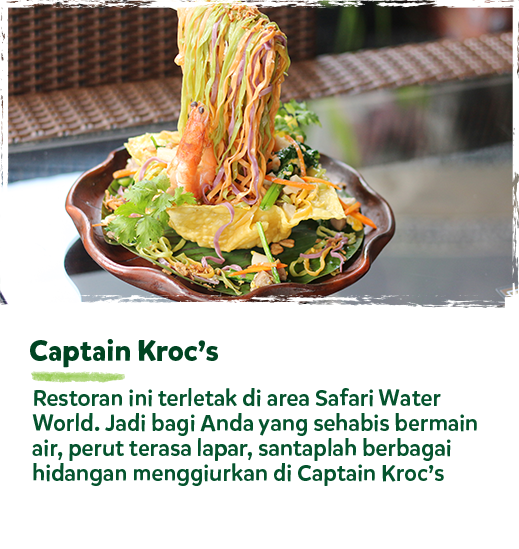 Captain Kroc’s
Restoran ini terletak di area Safari Water
World. Jadi bagi Anda yang sehabis bermain
air, perut terasa lapar, santaplah berbagai
hidangan menggiurkan di Captain Kroc’s